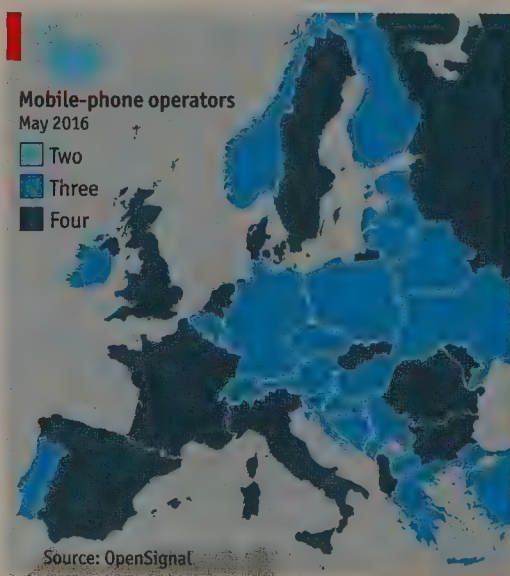 Mobile-phone operators
May 2016
Two
Three
Four
Source: OpenSignal